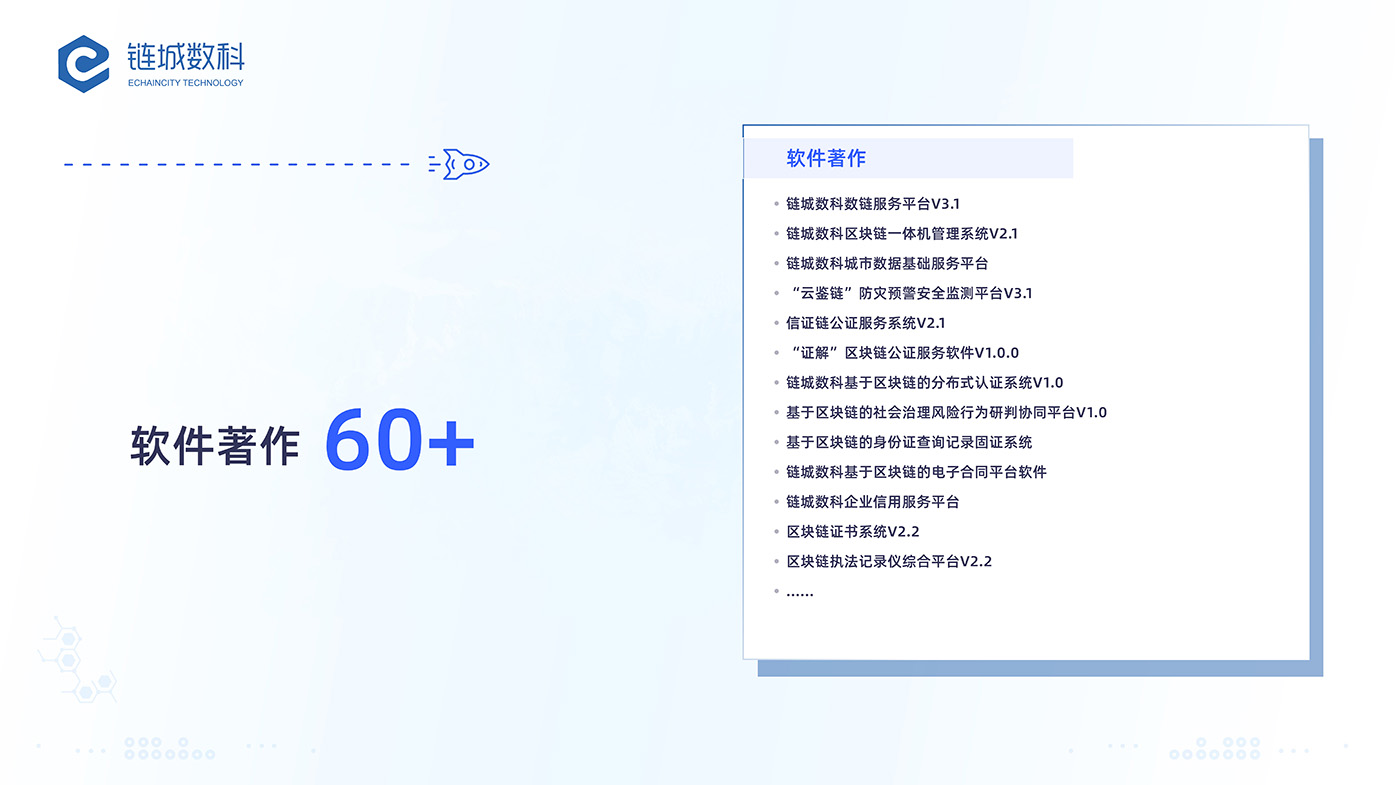 链城数科
ECHAINCITY TECHNOLOGY
软件著作 60+
软件著作
链城数科数链服务平台V3.1
链城数科区块链一体机管理系统V2.1
链城数科城市数据基础服务平台
“云鉴链”防灾预警安全监测平台V3.1
信证链公证服务系统V2.1
“证解”区块链公证服务软件V1.0.0
链城数科基于区块链的分布式认证系统V1.0
基于区块链的社会治理风险行为研判协同平台V1.0
基于区块链的身份证查询记录固证系统
链城数科基于区块链的电子合同平台软件
链城数科企业信用服务平台
区块链证书系统V2.2
区块链执法记录仪综合平台V2.2
......